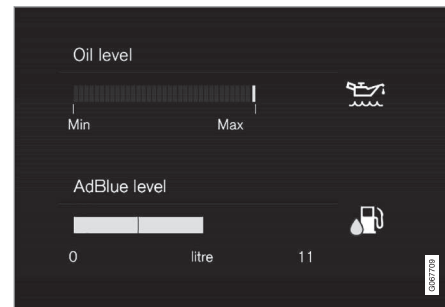 Oil level
Min Max
AdBlue level
0 litre 11
G067709